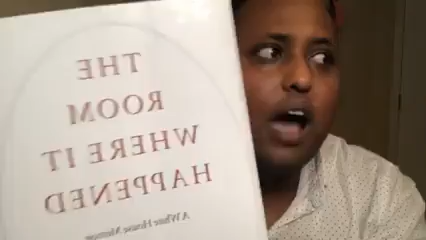 THE
ROOM
WHERE IT
HAPPENED
A White House Memoir